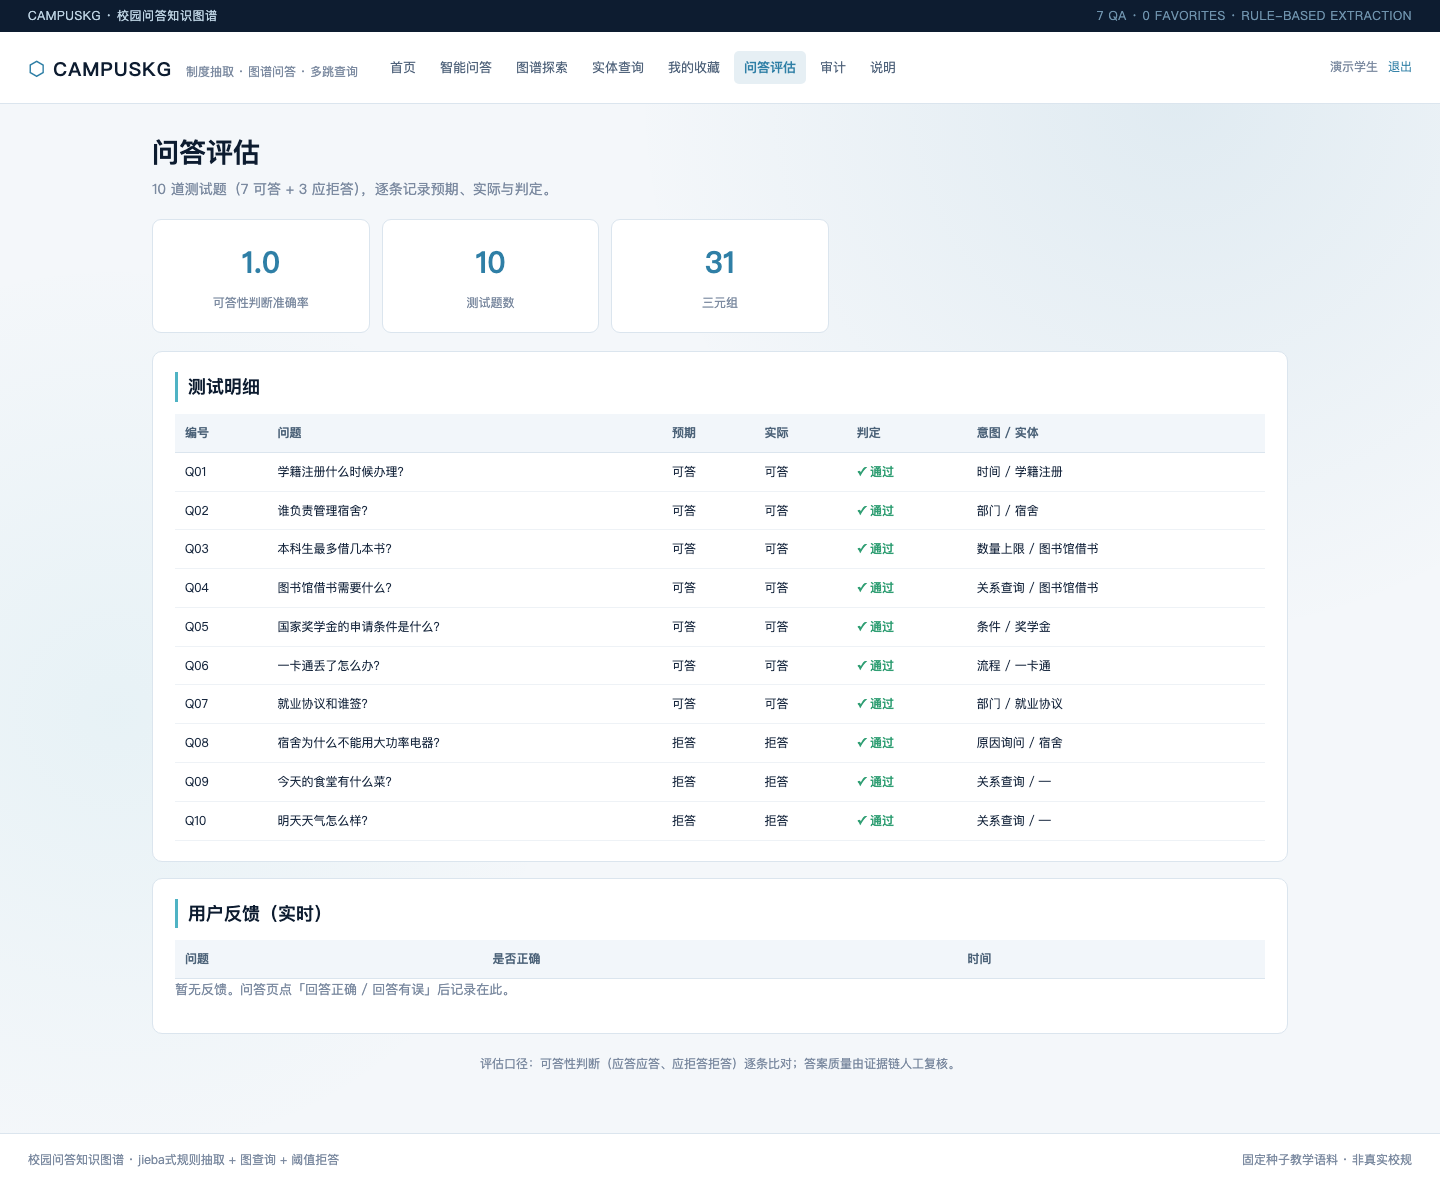 CAMPUSKG · 校园问答知识图谱
7 QA · 0 FAVORITES · RULE-BASED EXTRACTION
CAMPUSKG 制度抽取 · 图谱问答 · 多跳查询 首页 智能问答 图谱探索 实体查询 我的收藏 问答评估 审计 说明 演示学生 退出
问答评估
10 道测试题（7 可答 + 3 应拒答），逐条记录预期、实际与判定。
1.0 10 31
可答性判断准确率 测试题数 三元组
测试明细
编号 问题 预期 实际 判定 意图 / 实体
Q01 学籍注册什么时候办理? 可答 可答 ✓ 通过 时间 / 学籍注册
Q02 谁负责管理宿舍? 可答 可答 ✓ 通过 部门 / 宿舍
Q03 本科生最多借几本书? 可答 可答 ✓ 通过 数量上限 / 图书馆借书
Q04 图书馆借书需要什么? 可答 可答 ✓ 通过 关系查询 / 图书馆借书
Q05 国家奖学金的申请条件是什么? 可答 可答 ✓ 通过 条件 / 奖学金
Q06 一卡通丢了怎么办? 可答 可答 ✓ 通过 流程 / 一卡通
Q07 就业协议和谁签? 可答 可答 ✓ 通过 部门 / 就业协议
Q08 宿舍为什么不能用大功率电器? 拒答 拒答 ✓ 通过 原因询问 / 宿舍
Q09 今天的食堂有什么菜? 拒答 拒答 ✓ 通过 关系查询 / —
Q10 明天天气怎么样? 拒答 拒答 ✓ 通过 关系查询 / —
用户反馈（实时）
问题 是否正确 时间
暂无反馈。问答页点「回答正确 / 回答有误」后记录在此。
评估口径：可答性判断（应答应答、应拒答拒答）逐条比对；答案质量由证据链人工复核。
校园问答知识图谱 · jieba式规则抽取 + 图查询 + 阈值拒答
固定种子教学语料 · 非真实校规